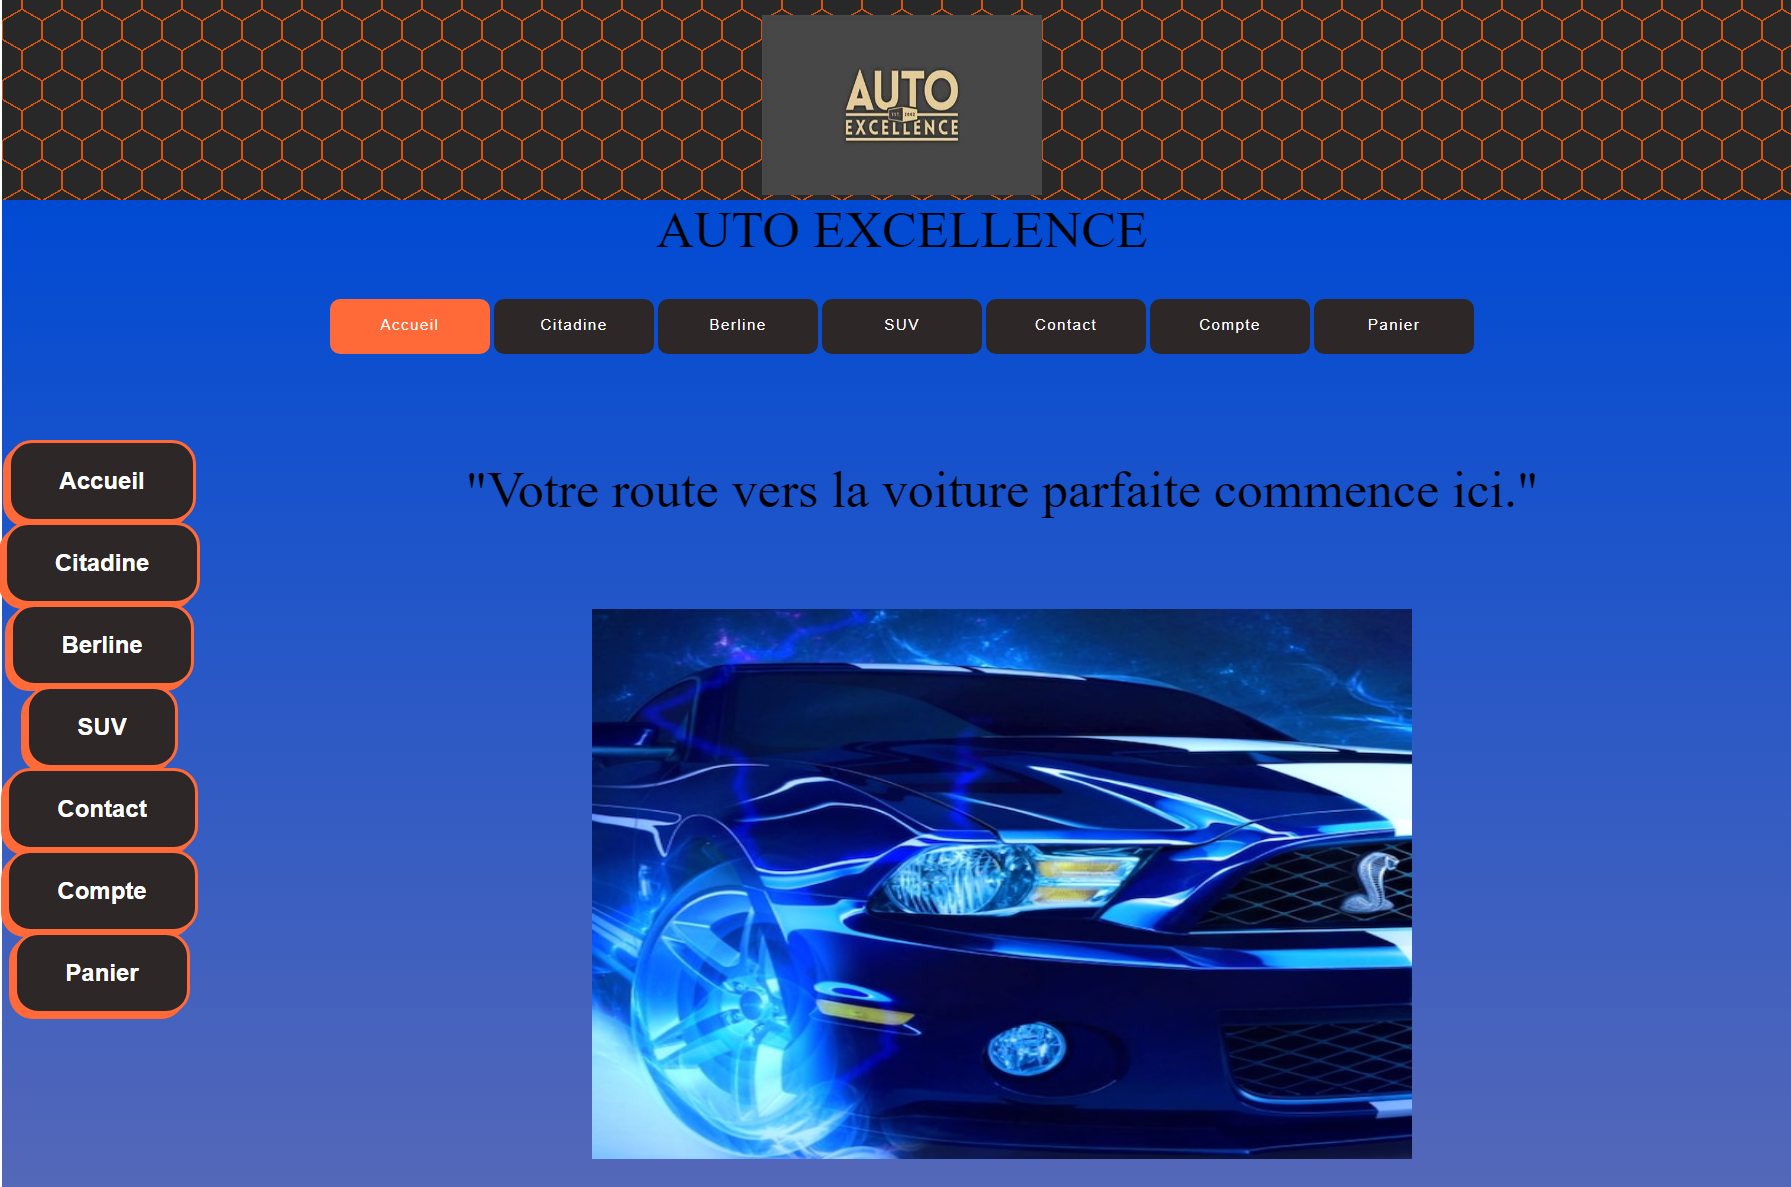 AUTO
EXCELLENCE
AUTO EXCELLENCE
Accueil Citadine Berline SUV Contact Compte Panier
"Votre route vers la voiture parfaite commence ici."
Accueil
Citadine
Berline
SUV
Contact
Compte
Panier